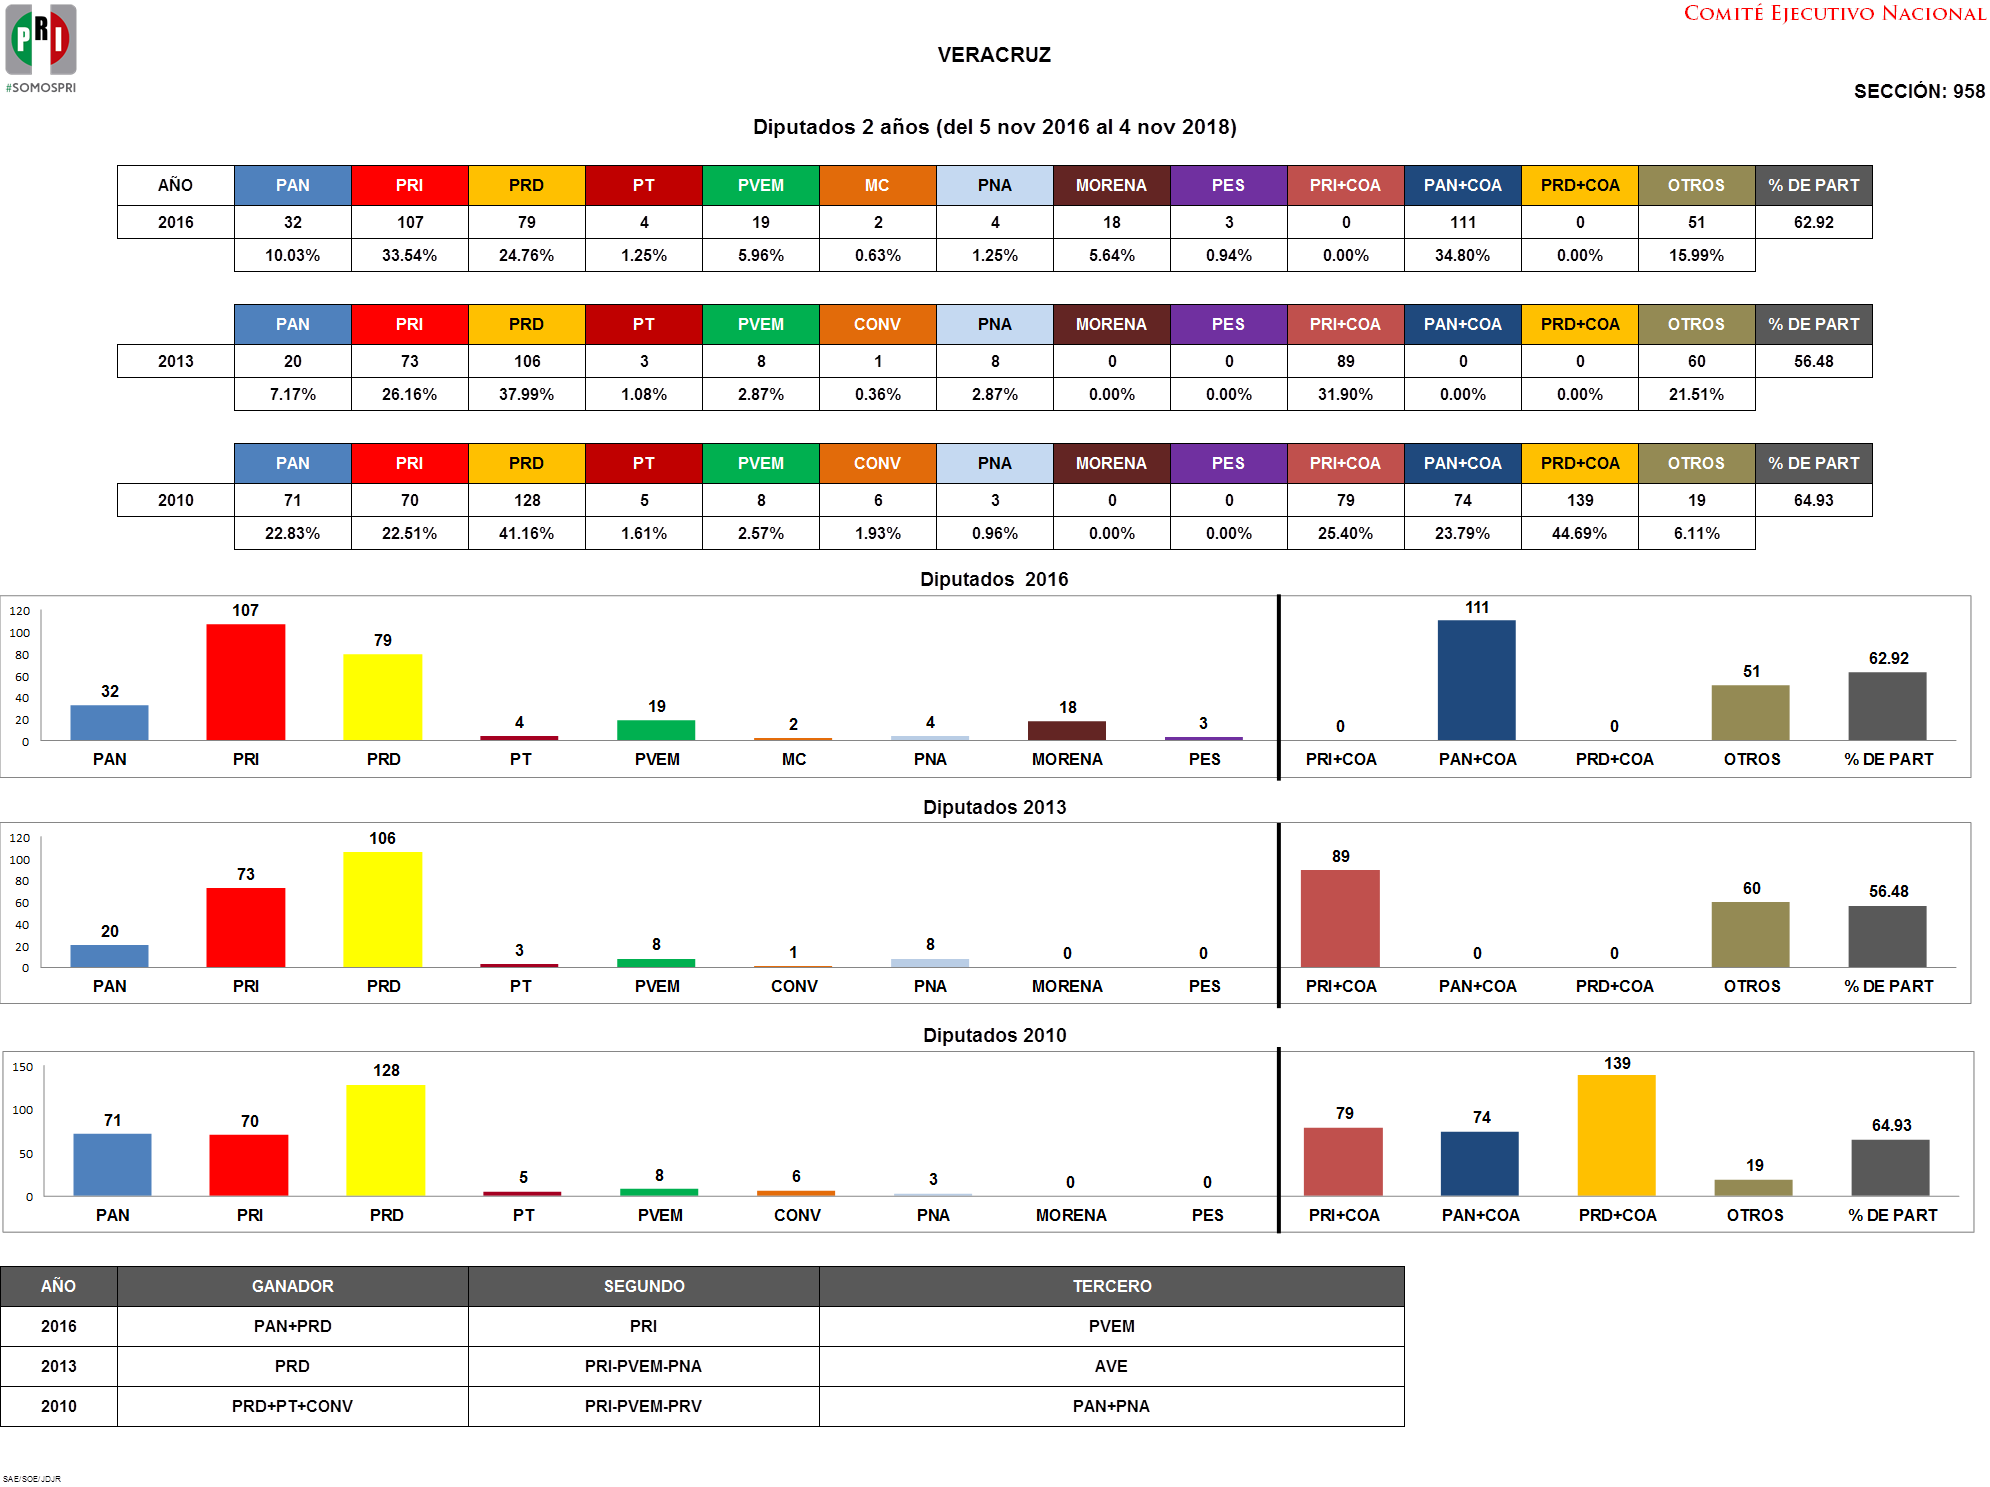 PRI
#SOMOSPRI
COMITÉ EJECUTIVO NACIONAL
VERACRUZ
SECCIÓN: 958
Diputados 2 años (del 5 nov 2016 al 4 nov 2018)
AÑO PAN PRI PRD PT PVEM MC PNA MORENA PES PRI+COA PAN+COA PRD+COA OTROS % DE PART
2016 32 107 79 4 19 2 4 18 3 0 111 0 51 62.92
10.03% 33.54% 24.76% 1.25% 5.96% 0.63% 1.25% 5.64% 0.94% 0.00% 34.80% 0.00% 15.99%
PAN PRI PRD PT PVEM CONV PNA MORENA PES PRI+COA PAN+COA PRD+COA OTROS % DE PART
2013 20 73 106 3 8 1 8 0 0 89 0 0 60 56.48
7.17% 26.16% 37.99% 1.08% 2.87% 0.36% 2.87% 0.00% 0.00% 31.90% 0.00% 0.00% 21.51%
PAN PRI PRD PT PVEM CONV PNA MORENA PES PRI+COA PAN+COA PRD+COA OTROS % DE PART
2010 71 70 128 5 8 6 3 0 0 79 74 139 19 64.93
22.83% 22.51% 41.16% 1.61% 2.57% 1.93% 0.96% 0.00% 0.00% 25.40% 23.79% 44.69% 6.11%
Diputados 2016
120
100
80
60
40
20
0
32 107 79 4 19 2 4 18 3 0 111 0 51 62.92
PAN PRI PRD PT PVEM MC PNA MORENA PES PRI+COA PAN+COA PRD+COA OTROS % DE PART
Diputados 2013
120
100
80
60
40
20
0
20 73 106 3 8 1 8 0 0 89 0 0 60 56.48
PAN PRI PRD PT PVEM CONV PNA MORENA PES PRI+COA PAN+COA PRD+COA OTROS % DE PART
Diputados 2010
150
100
50
0
71 70 128 5 8 6 3 0 0 79 74 139 19 64.93
PAN PRI PRD PT PVEM CONV PNA MORENA PES PRI+COA PAN+COA PRD+COA OTROS % DE PART
AÑO GANADOR SEGUNDO TERCERO
2016 PAN+PRD PRI PVEM
2013 PRD PRI-PVEM-PNA AVE
2010 PRD+PT+CONV PRI-PVEM-PRV PAN+PNA
SAE/SOE/JDJR